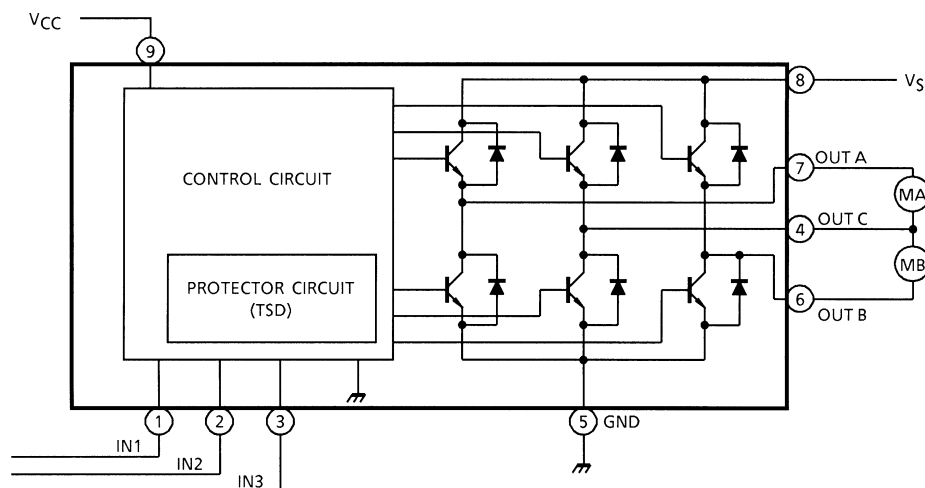 VCC
9
8
VS
CONTROL CIRCUIT
7
OUT A
MA
4
OUT C
MB
PROTECTOR CIRCUIT
(TSD)
6
OUT B
1
2
3
5
GND
IN1
IN2
IN3